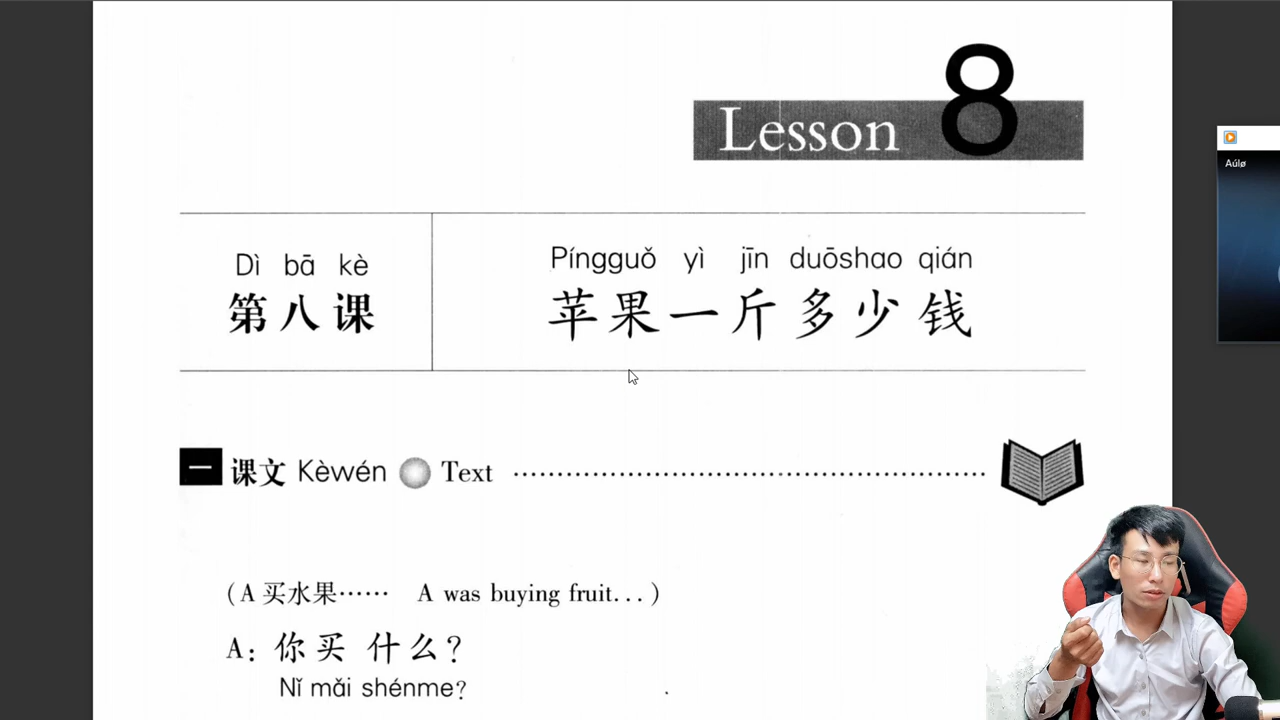 Lesson 8
Dì bā kè
第八课
Píngguǒ yì jīn duōshao qián
苹果一斤多少钱
一 课文 Kèwén Text
(A 买水果…… A was buying fruit...)
A: 你买 什么?
Nǐ mǎi shénme?
Aúlø